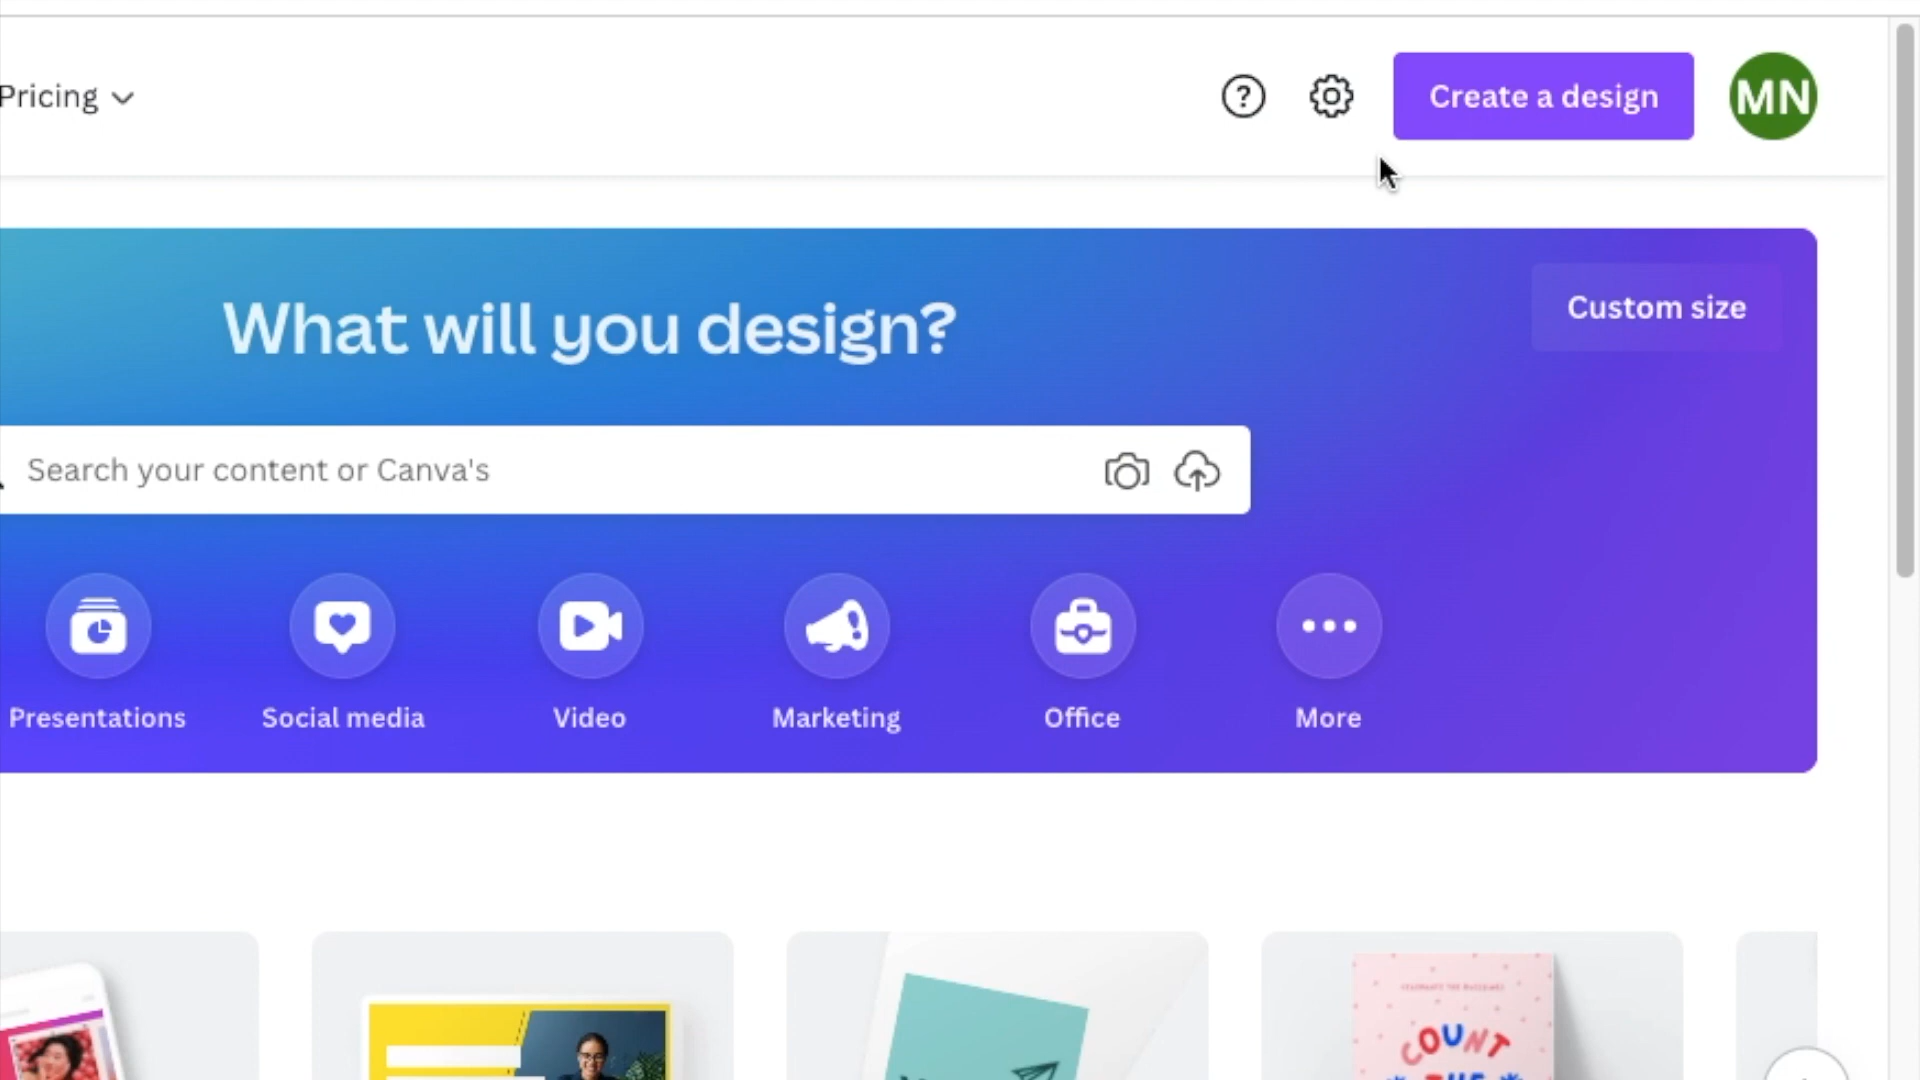 Pricing
?
Create a design
MN
What will you design?
Custom size
Search your content or Canva's
Presentations
Social media
Video
Marketing
Office
More
COUNT
THE